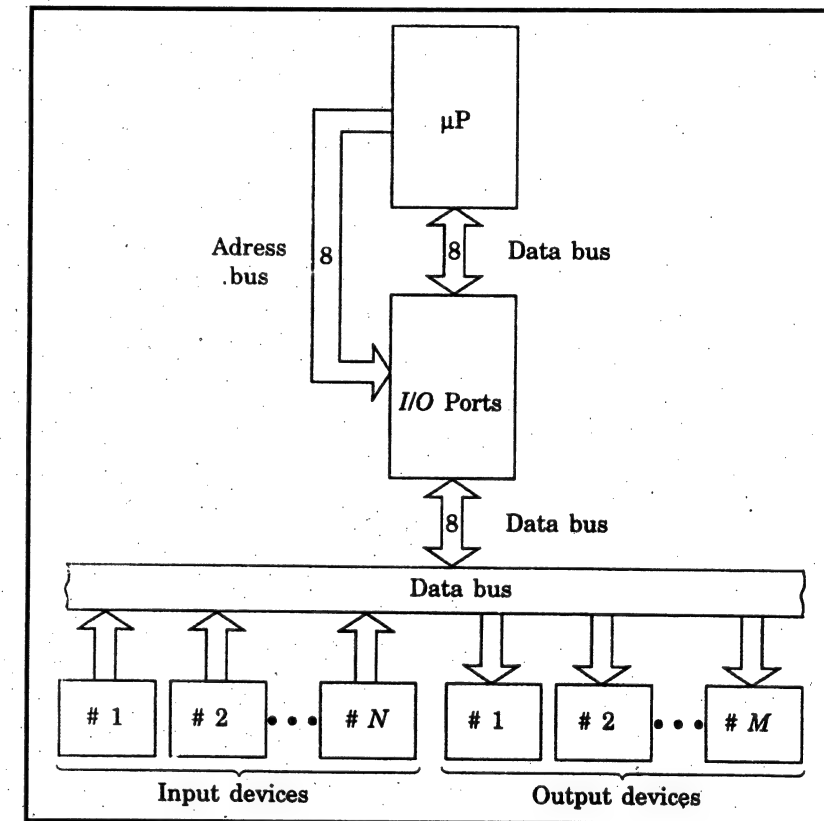 μP
Adress
bus
8
8
Data bus
I/O Ports
8
Data bus
Data bus
# 1
# 2
# N
# 1
# 2
# M
Input devices
Output devices